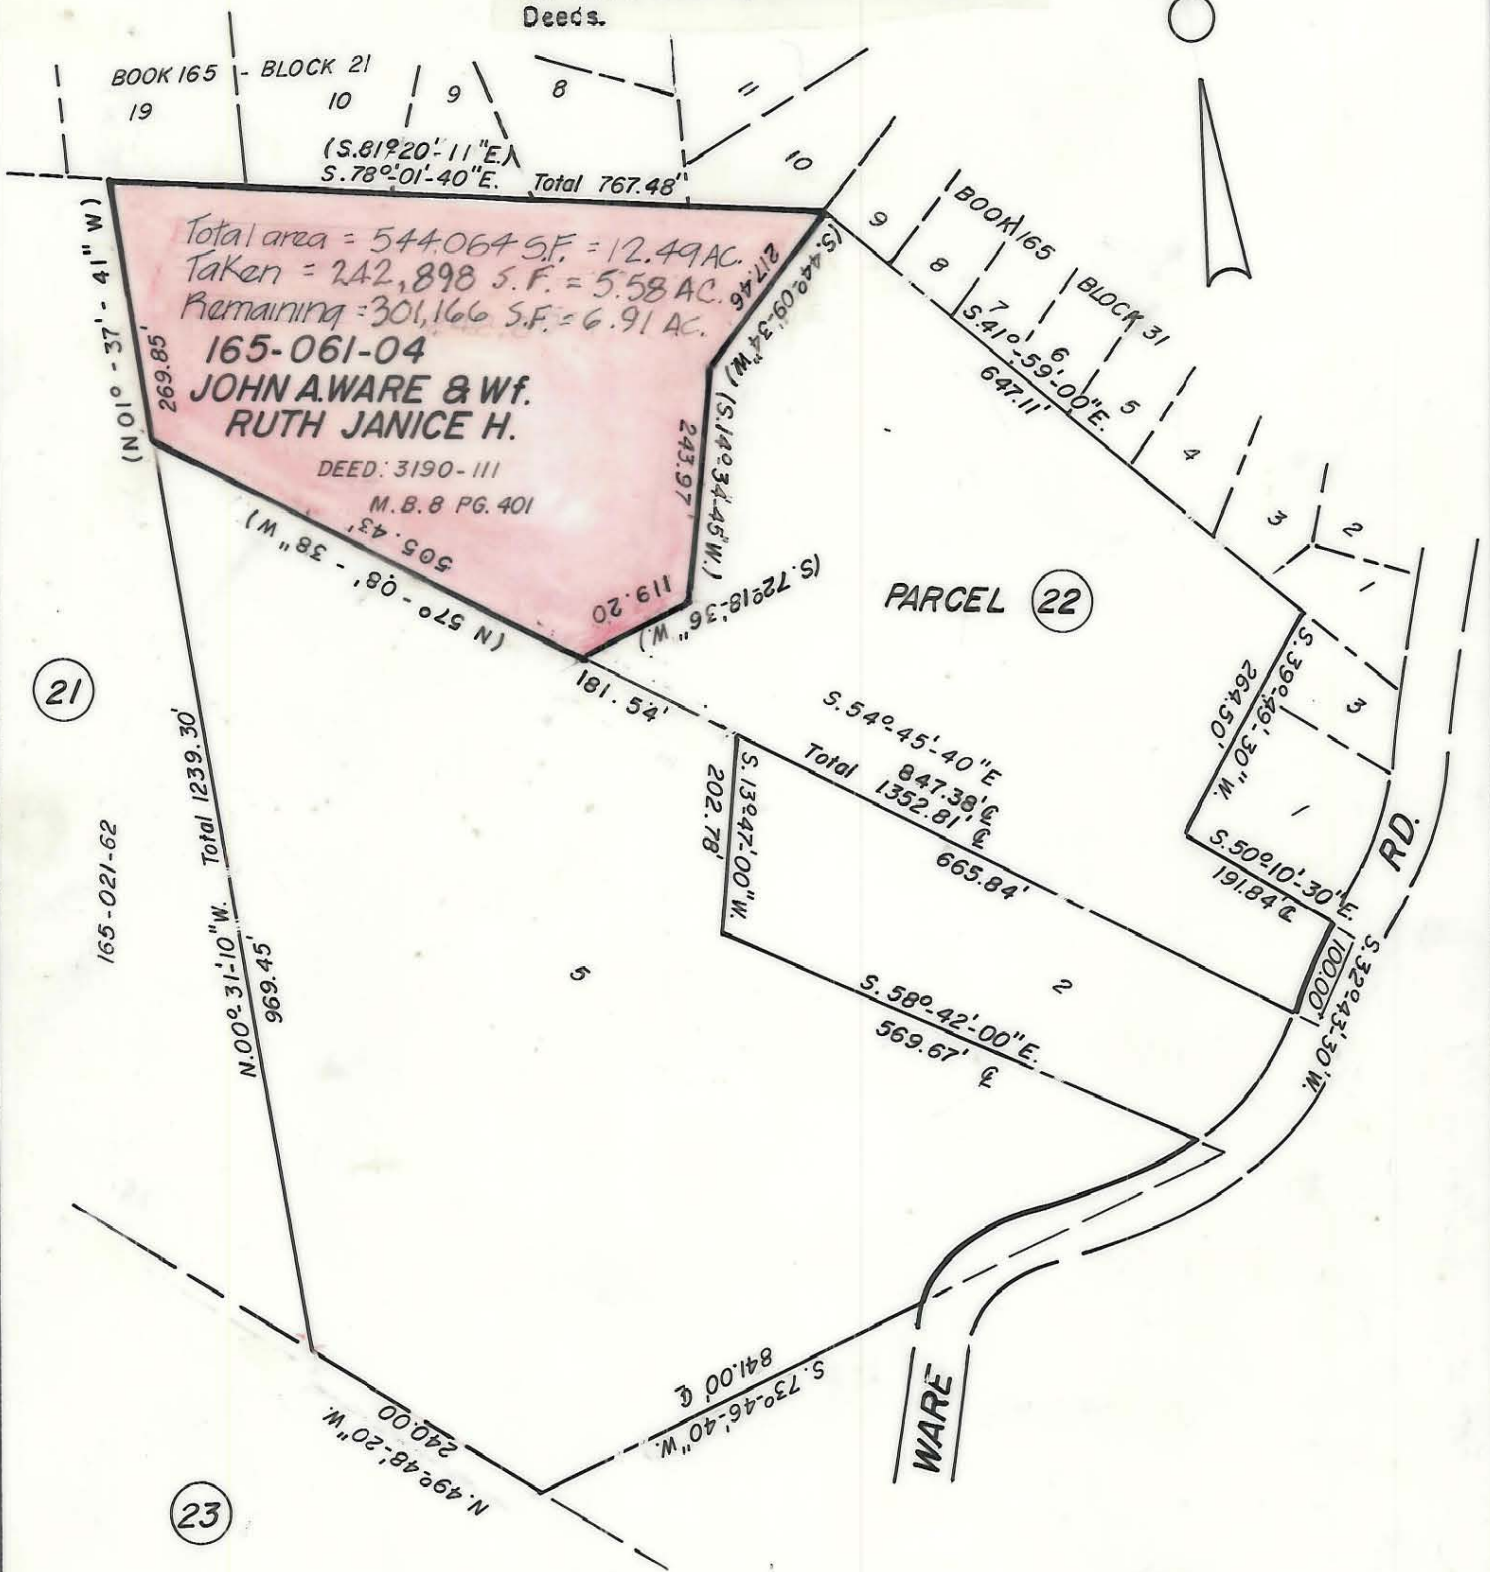 Deeds.
BOOK 165 - BLOCK 21
19
10
9
8
11
10
(S.81°20'-11"E.)
S.78°-01'-40"E. Total 767.48'
Total area = 544,064 S.F. = 12.49 AC.
Taken = 242,898 S.F. = 5.58 AC.
Remaining = 301,166 S.F. = 6.91 AC.
165-061-04
JOHN A.WARE & Wf.
RUTH JANICE H.
DEED: 3190-111
M.B.8 PG. 401
(N 01° - 37' - 41" W)
269.85'
217.46
(S.44°-09'-34"W.)
243.97'
(S.14°34'-45"W.)
119.20
(S.72°18'-36"W.)
505.43'
(N 57° - 08' - 38" W)
181.54'
9
8
7
6
5
4
3
2
1
BOOK 165
BLOCK 31
S.41°-59'-00"E.
647.11'
PARCEL 22
S.39°-49'-30"W.
264.50'
3
1
S.50°-10'-30"E.
191.84' ℄
100.00'
S.32°-43'-30"W.
RD.
S.54°-45'-40"E
847.38' ℄
Total 1352.81' ℄
665.84'
S.13°47'-00"W.
202.78'
2
S.58°-42'-00"E.
569.67' ℄
21
165-021-62
Total 1239.30'
N.00°-31'-10"W.
969.45'
5
841.00' ℄
S.73°-46'-40"W.
240.00
N.49°-48'-20"W.
WARE
23